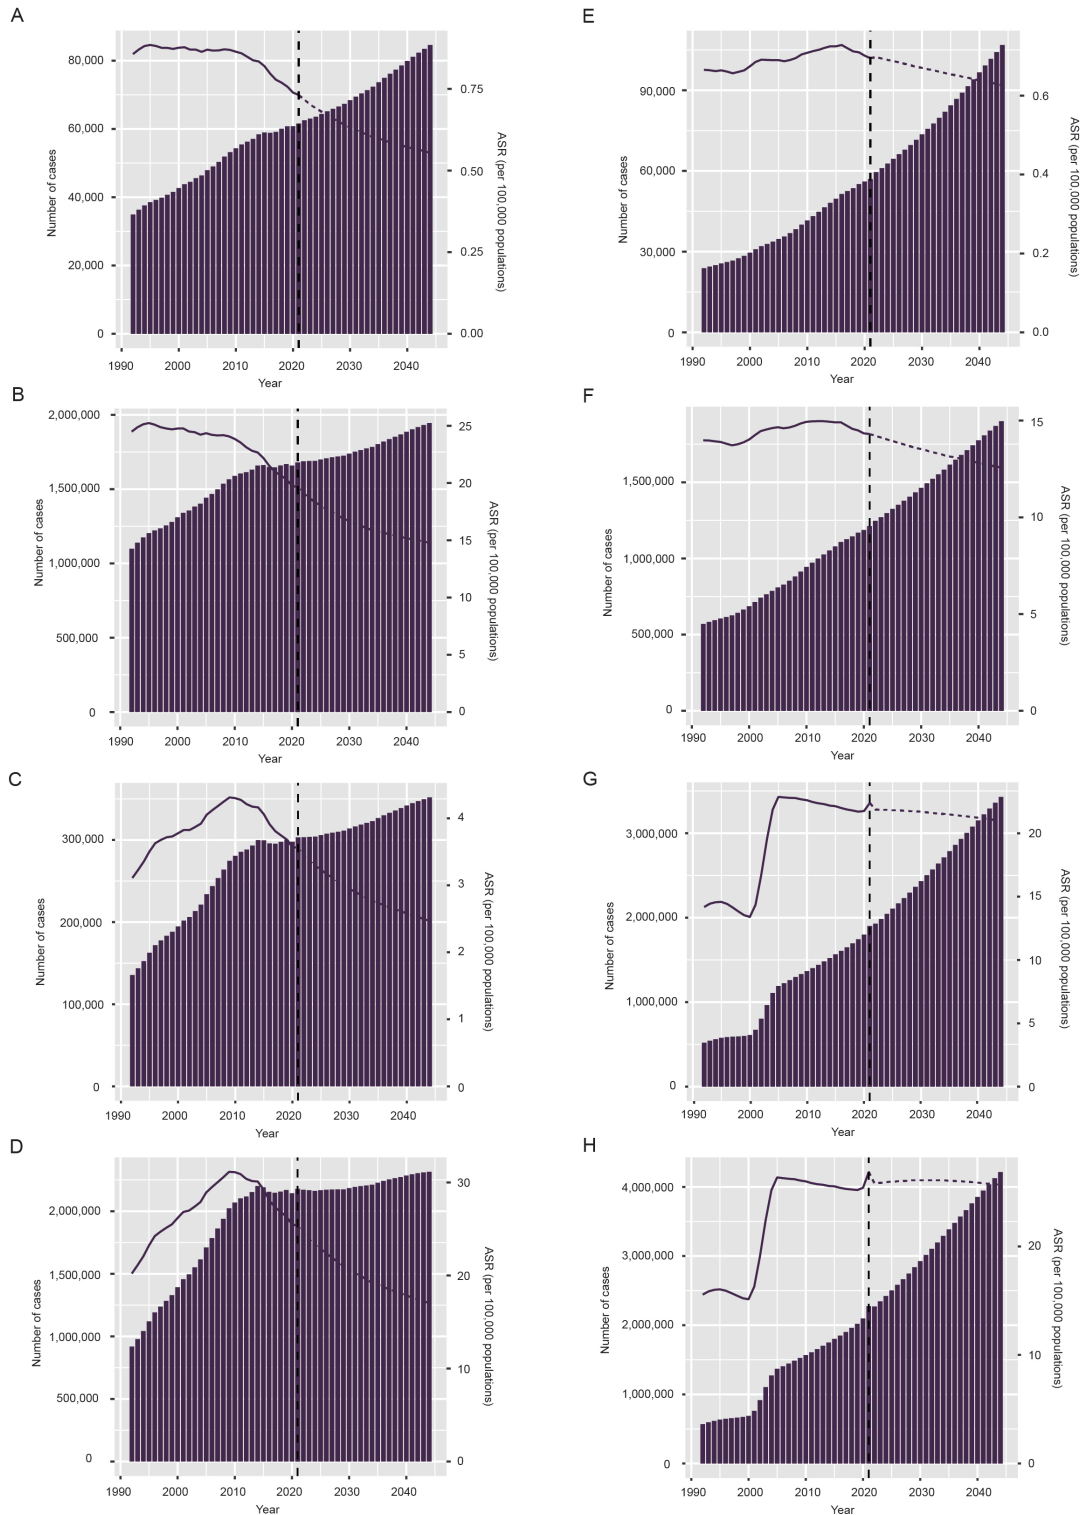 A
80,000
60,000
40,000
20,000
0
Number of cases
0.75
0.50
0.25
0.00
ASR (per 100,000 populations)
1990 2000 2010 2020 2030 2040
Year
E
90,000
60,000
30,000
0
Number of cases
0.6
0.4
0.2
0.0
ASR (per 100,000 populations)
1990 2000 2010 2020 2030 2040
Year
B
2,000,000
1,500,000
1,000,000
500,000
0
Number of cases
25
20
15
10
5
0
ASR (per 100,000 populations)
1990 2000 2010 2020 2030 2040
Year
F
1,500,000
1,000,000
500,000
0
Number of cases
15
10
5
0
ASR (per 100,000 populations)
1990 2000 2010 2020 2030 2040
Year
C
300,000
200,000
100,000
0
Number of cases
4
3
2
1
0
ASR (per 100,000 populations)
1990 2000 2010 2020 2030 2040
Year
G
3,000,000
2,000,000
1,000,000
0
Number of cases
20
15
10
5
0
ASR (per 100,000 populations)
1990 2000 2010 2020 2030 2040
Year
D
2,000,000
1,500,000
1,000,000
500,000
0
Number of cases
30
20
10
0
ASR (per 100,000 populations)
1990 2000 2010 2020 2030 2040
Year
H
4,000,000
3,000,000
2,000,000
1,000,000
0
Number of cases
20
10
0
ASR (per 100,000 populations)
1990 2000 2010 2020 2030 2040
Year